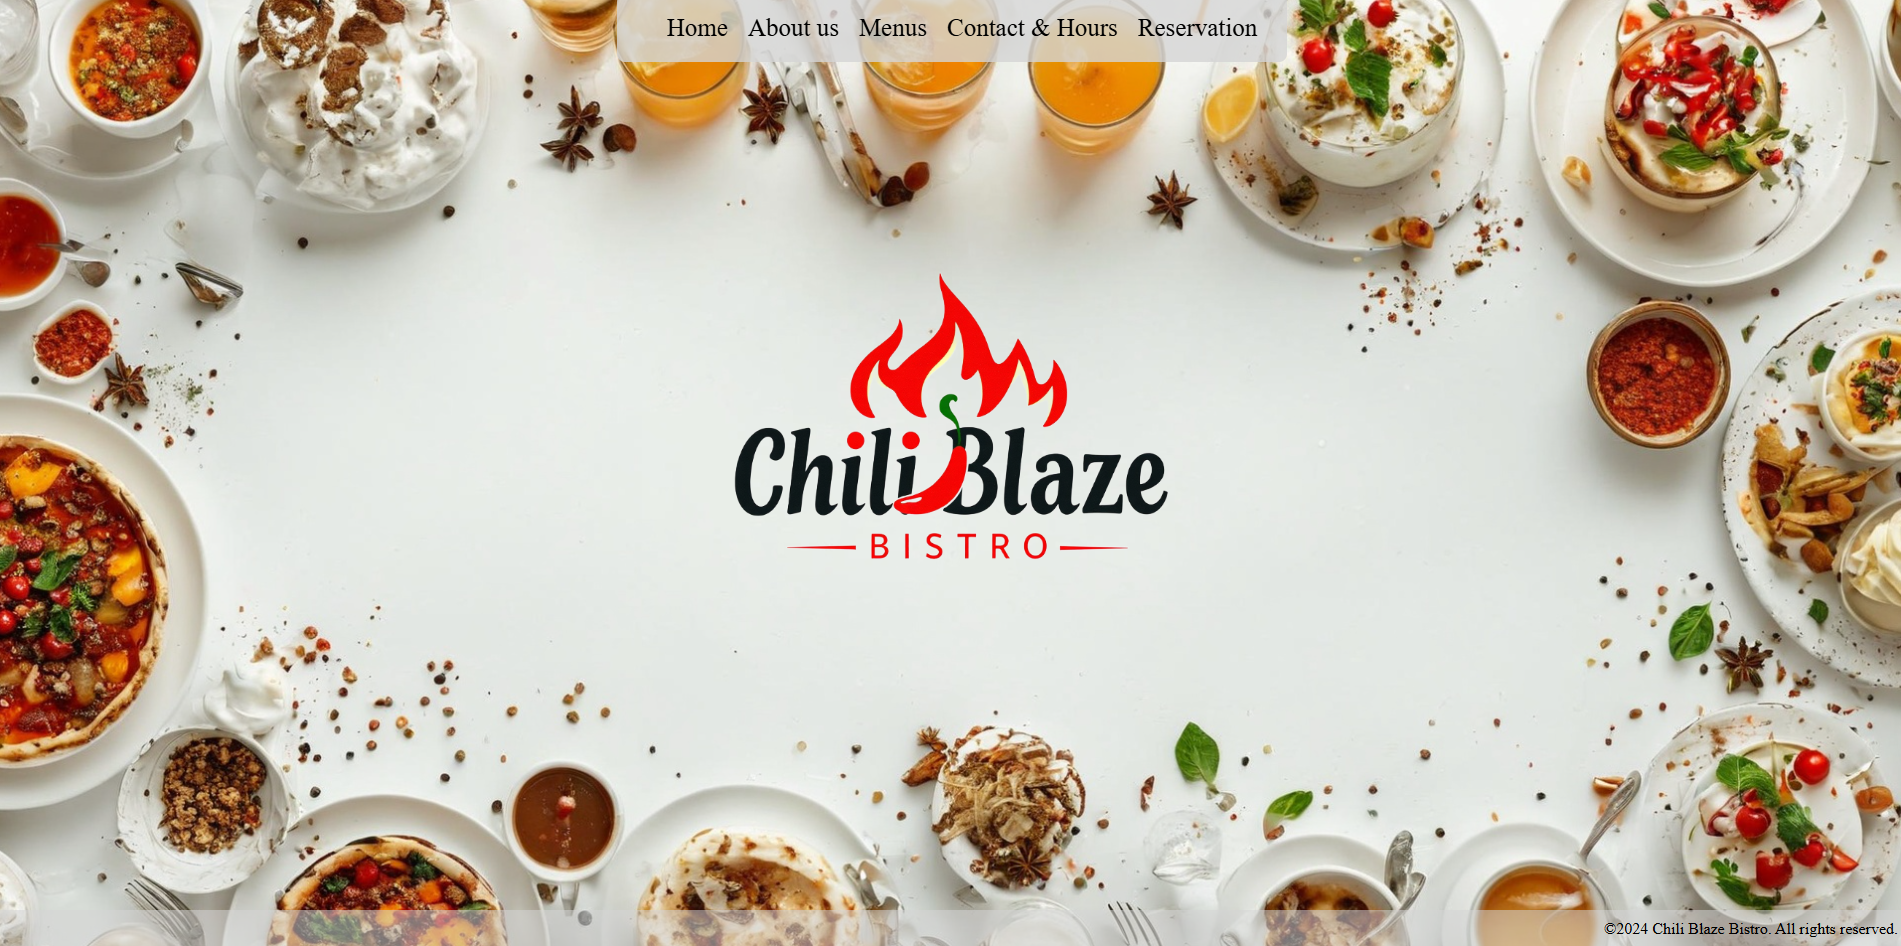 Home About us Menus Contact & Hours Reservation
Chili Blaze
BISTRO
©2024 Chili Blaze Bistro. All rights reserved.